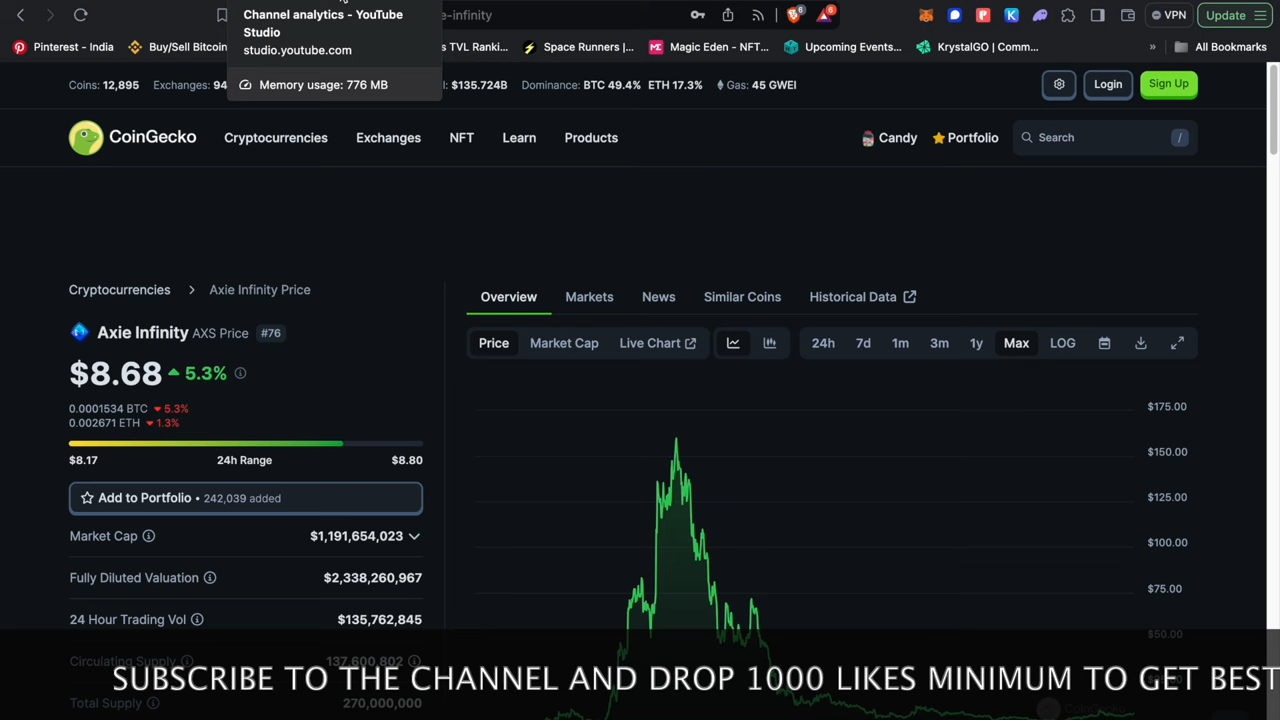 Channel analytics - YouTube
Studio
studio.youtube.com
Memory usage: 776 MB
e-infinity
6
6
VPN
Update
Pinterest - India
Buy/Sell Bitcoin
TVL Ranki...
Space Runners |...
Magic Eden - NFT...
Upcoming Events...
KrystalGO | Comm...
»
All Bookmarks
Coins: 12,895
Exchanges: 94
l: $135.724B
Dominance: BTC 49.4% ETH 17.3%
Gas: 45 GWEI
Login
Sign Up
CoinGecko
Cryptocurrencies
Exchanges
NFT
Learn
Products
Candy
Portfolio
Search
/
Cryptocurrencies > Axie Infinity Price
Axie Infinity AXS Price #76
$8.68 5.3%
0.0001534 BTC 5.3%
0.002671 ETH 1.3%
$8.17 24h Range $8.80
Add to Portfolio • 242,039 added
Market Cap $1,191,654,023
Fully Diluted Valuation $2,338,260,967
24 Hour Trading Vol $135,762,845
Circulating Supply 137,600,802
Total Supply 270,000,000
Overview Markets News Similar Coins Historical Data
Price Market Cap Live Chart
24h 7d 1m 3m 1y Max LOG
$175.00
$150.00
$125.00
$100.00
$75.00
$50.00
CoinGecko
SUBSCRIBE TO THE CHANNEL AND DROP 1000 LIKES MINIMUM TO GET BEST